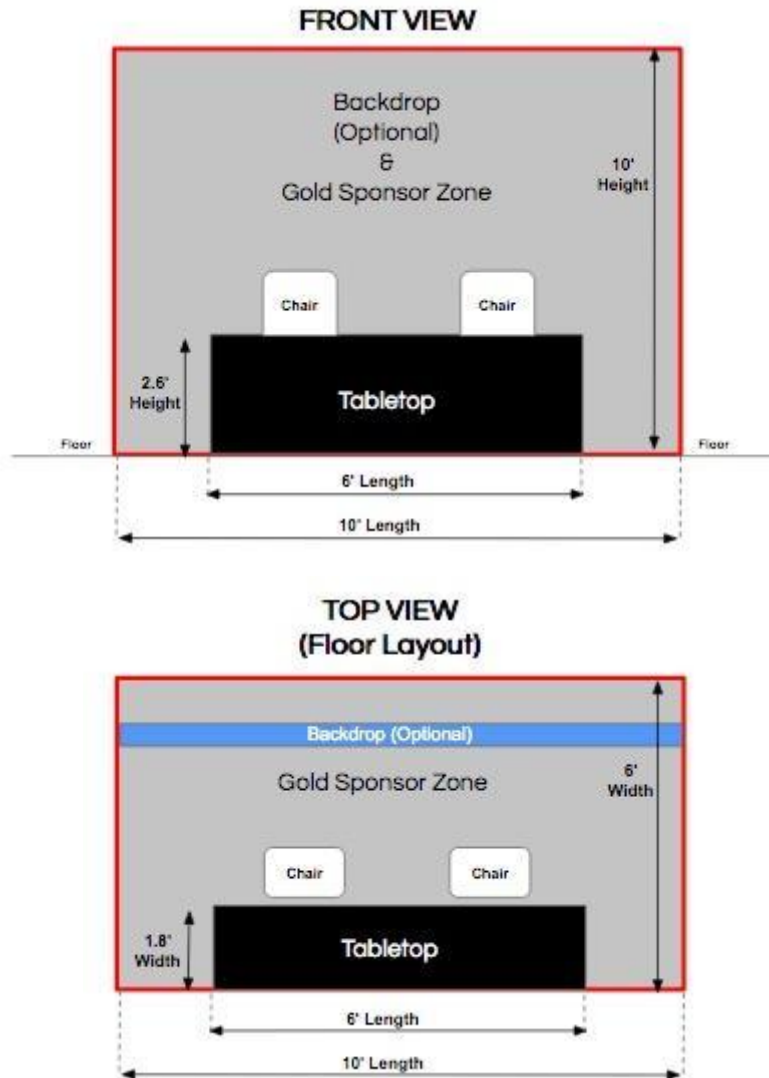 FRONT VIEW
Backdrop
(Optional)
&
Gold Sponsor Zone
10'
Height
Chair
Chair
2.6'
Height
Tabletop
Floor
Floor
6' Length
10' Length
TOP VIEW
(Floor Layout)
Backdrop (Optional)
Gold Sponsor Zone
6'
Width
Chair
Chair
1.8'
Width
Tabletop
6' Length
10' Length